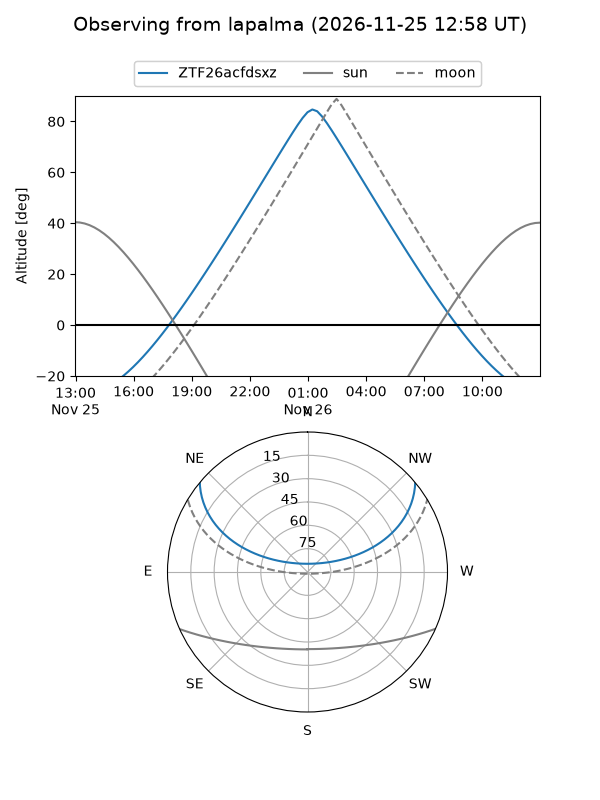 Observing from lapalma (2026-11-25 12:58 UT)
ZTF26acfdsxz sun moon
Altitude [deg]
80
60
40
20
0
−20
13:00 16:00 19:00 22:00 01:00 04:00 07:00 10:00
Nov 25 Nov 26
N
NE NW
15
30
45
60
75
E W
SE SW
S